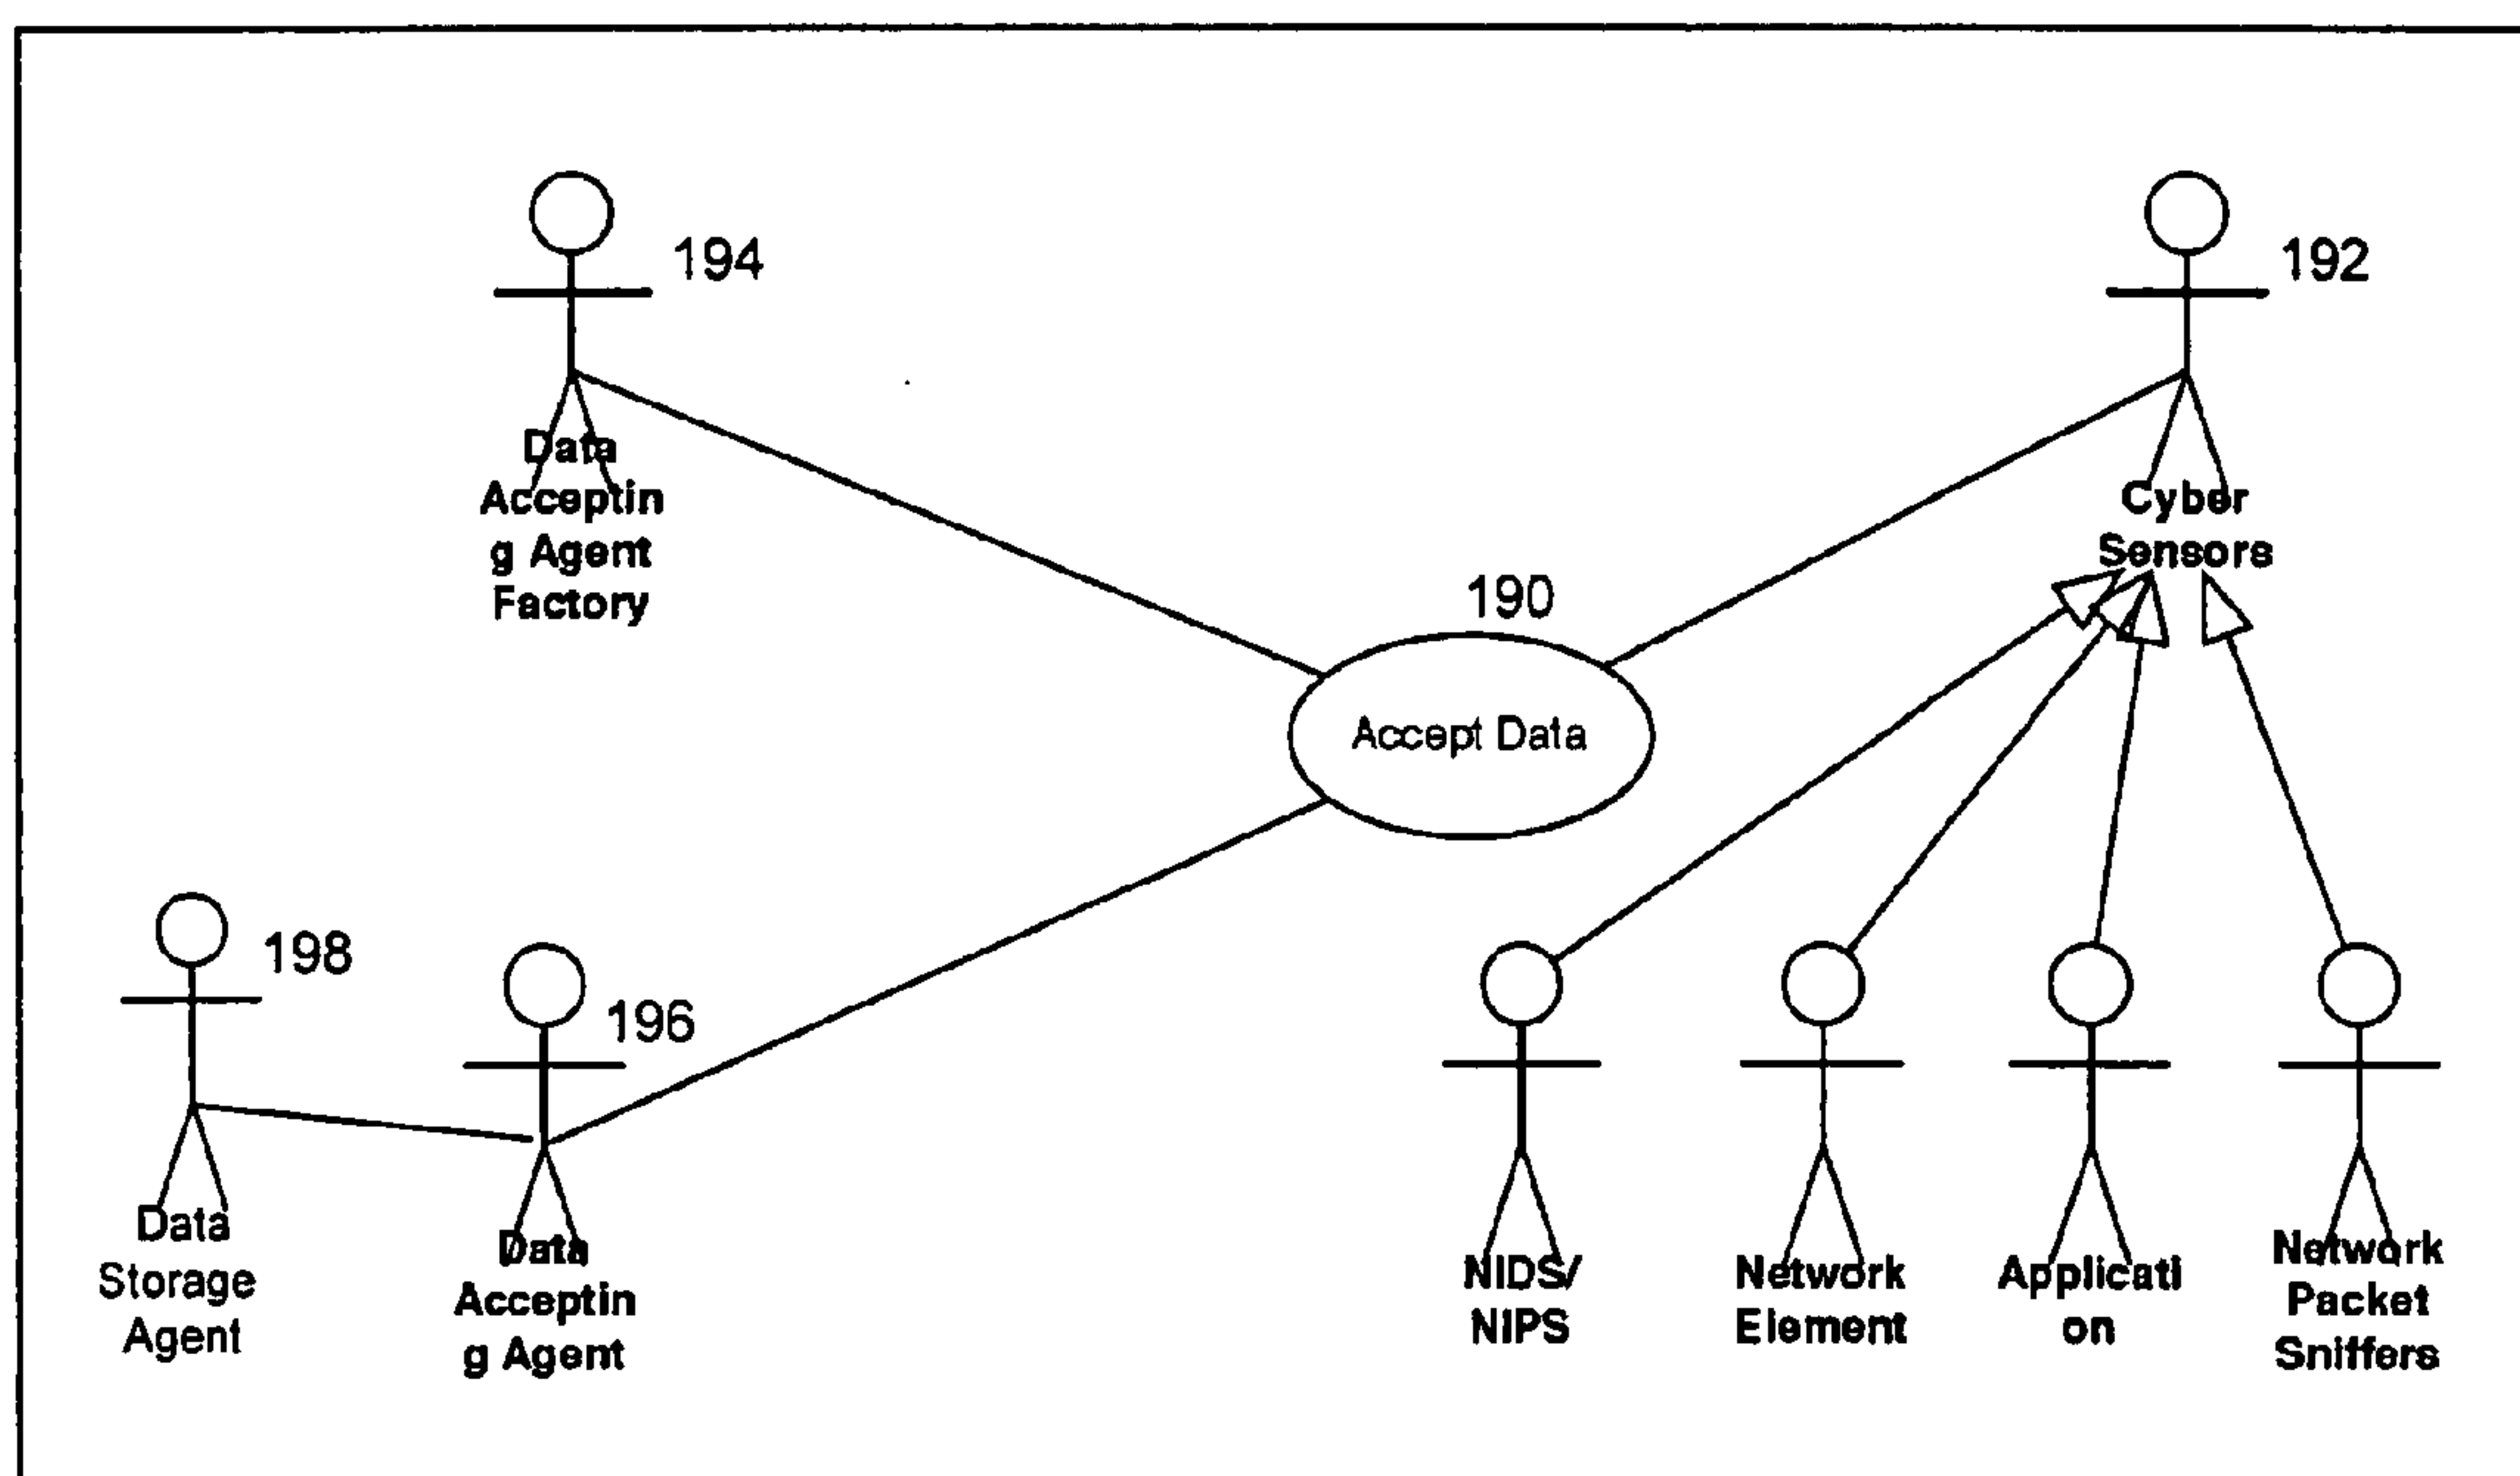 194
192
Data
Acceptin
g Agent
Factory
Cyber
Sensors
190
Accept Data
198
196
Data
Storage
Agent
Data
Acceptin
g Agent
NIDS/
NIPS
Network
Element
Applicati
on
Network
Packet
Sniffers